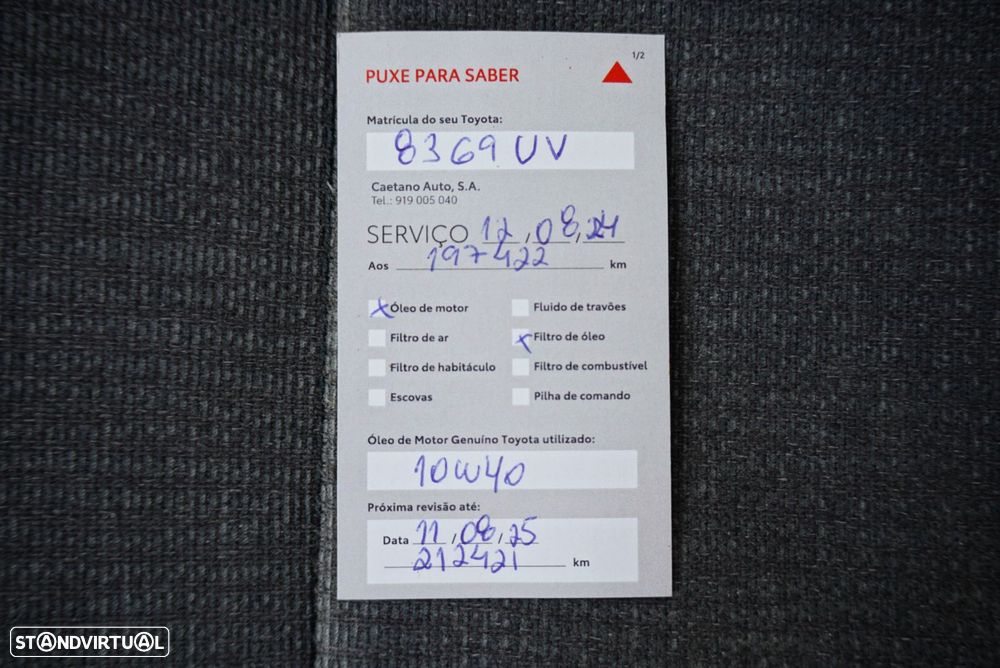 1/2
PUXE PARA SABER
Matrícula do seu Toyota:
8369UV
Caetano Auto, S.A.
Tel.: 919 005 040
SERVIÇO 12/08/24
Aos 197422 km
X Óleo de motor Fluido de travões
Filtro de ar X Filtro de óleo
Filtro de habitáculo Filtro de combustível
Escovas Pilha de comando
Óleo de Motor Genuíno Toyota utilizado:
10W40
Próxima revisão até:
Data 11/08/25
212421 km
STANDVIRTUAL